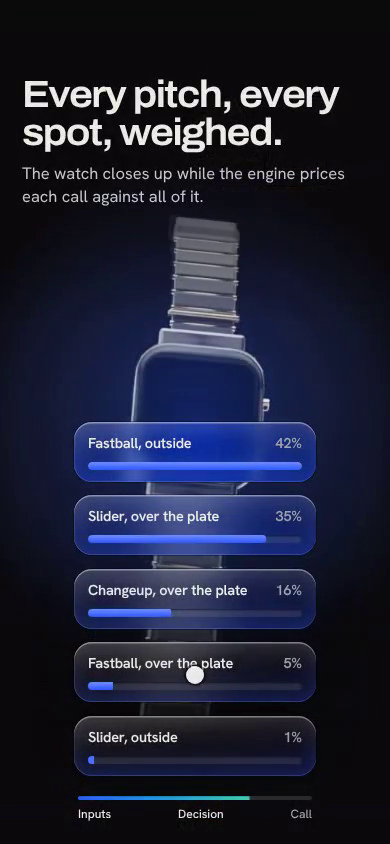 Every pitch, every
spot, weighed.
The watch closes up while the engine prices
each call against all of it.
Fastball, outside 42%
Slider, over the plate 35%
Changeup, over the plate 16%
Fastball, over the plate 5%
Slider, outside 1%
Inputs Decision Call